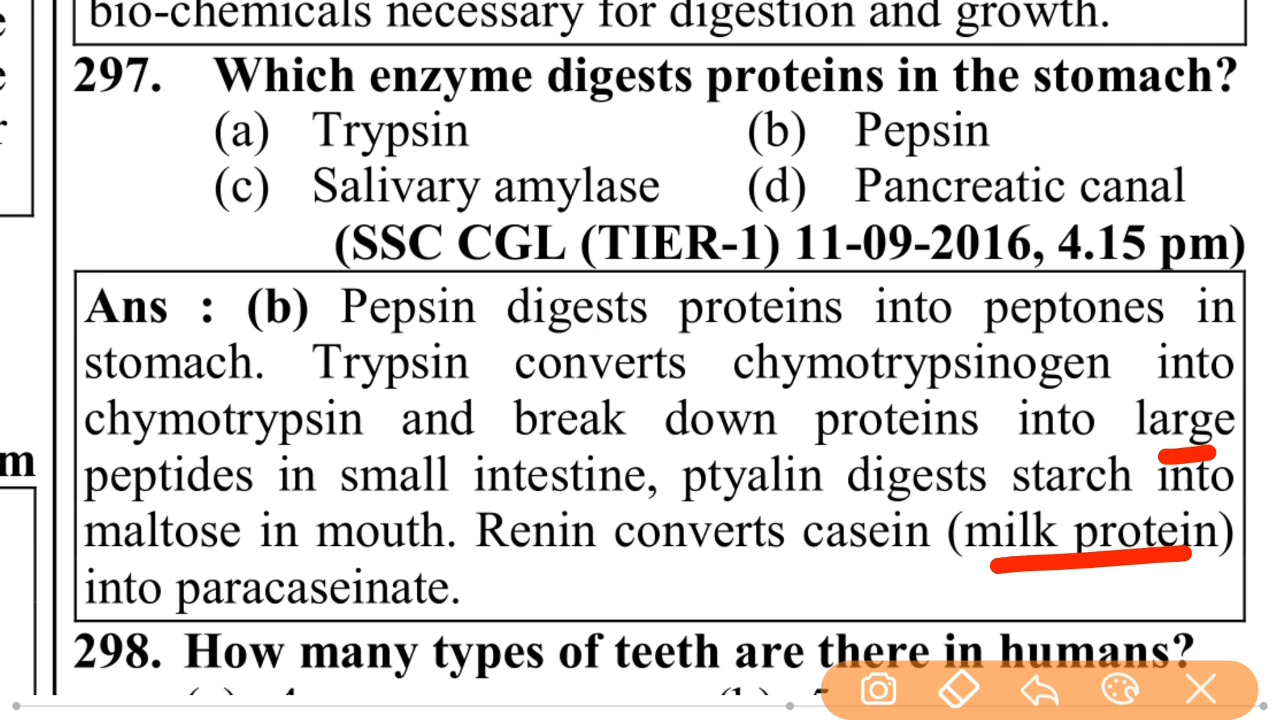 bio-chemicals necessary for digestion and growth.
297. Which enzyme digests proteins in the stomach?
(a) Trypsin (b) Pepsin
(c) Salivary amylase (d) Pancreatic canal
(SSC CGL (TIER-1) 11-09-2016, 4.15 pm)
Ans : (b) Pepsin digests proteins into peptones in
stomach. Trypsin converts chymotrypsinogen into
chymotrypsin and break down proteins into large
peptides in small intestine, ptyalin digests starch into
maltose in mouth. Renin converts casein (milk protein)
into paracaseinate.
298. How many types of teeth are there in humans?